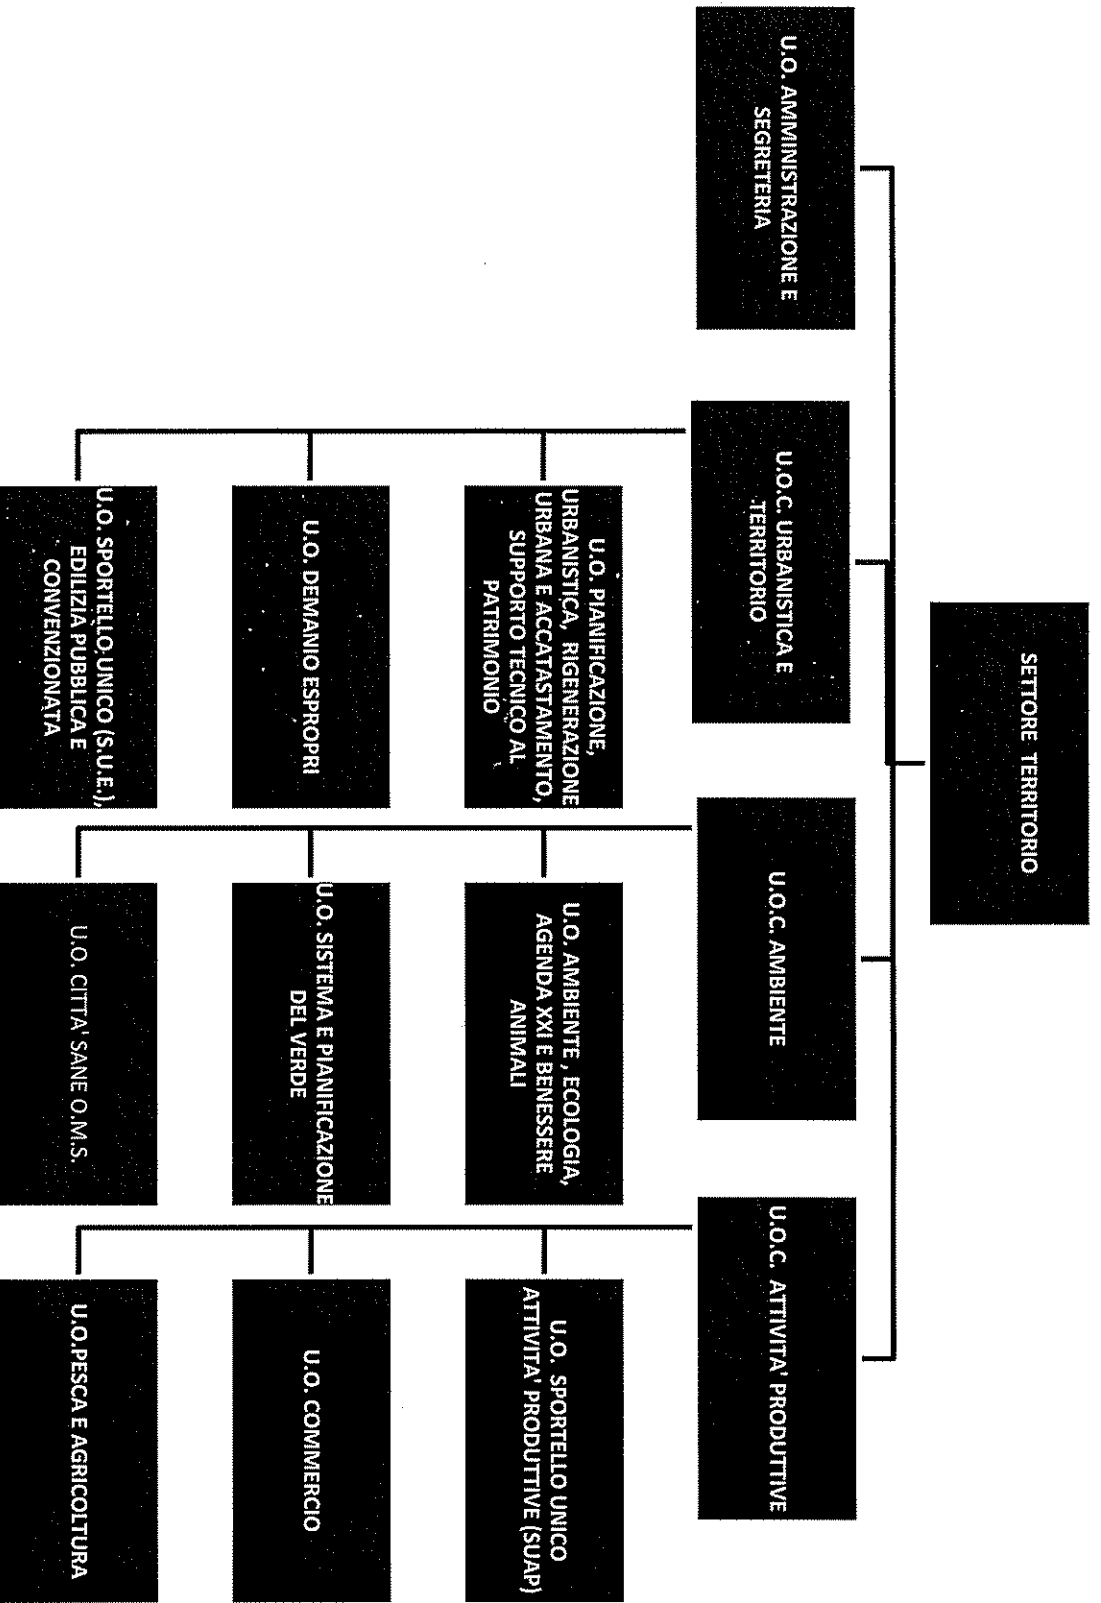 SETTORE TERRITORIO
U.O. AMMINISTRAZIONE E
SEGRETERIA
U.O.C. URBANISTICA E
TERRITORIO
U.O.C. AMBIENTE
U.O.C. ATTIVITA' PRODUTTIVE
U.O. PIANIFICAZIONE,
URBANISTICA, RIGENERAZIONE
URBANA E ACCATASTAMENTO,
SUPPORTO TECNICO AL
PATRIMONIO
U.O. DEMANIO ESPROPRI
U.O. SPORTELLO UNICO (S.U.E.),
EDILIZIA PUBBLICA E
CONVENZIONATA
U.O. AMBIENTE , ECOLOGIA,
AGENDA XXI E BENESSERE
ANIMALI
U.O. SISTEMA E PIANIFICAZIONE
DEL VERDE
U.O. CITTA' SANE O.M.S.
U.O. SPORTELLO UNICO
ATTIVITA' PRODUTTIVE (SUAP)
U.O. COMMERCIO
U.O.PESCA E AGRICOLTURA